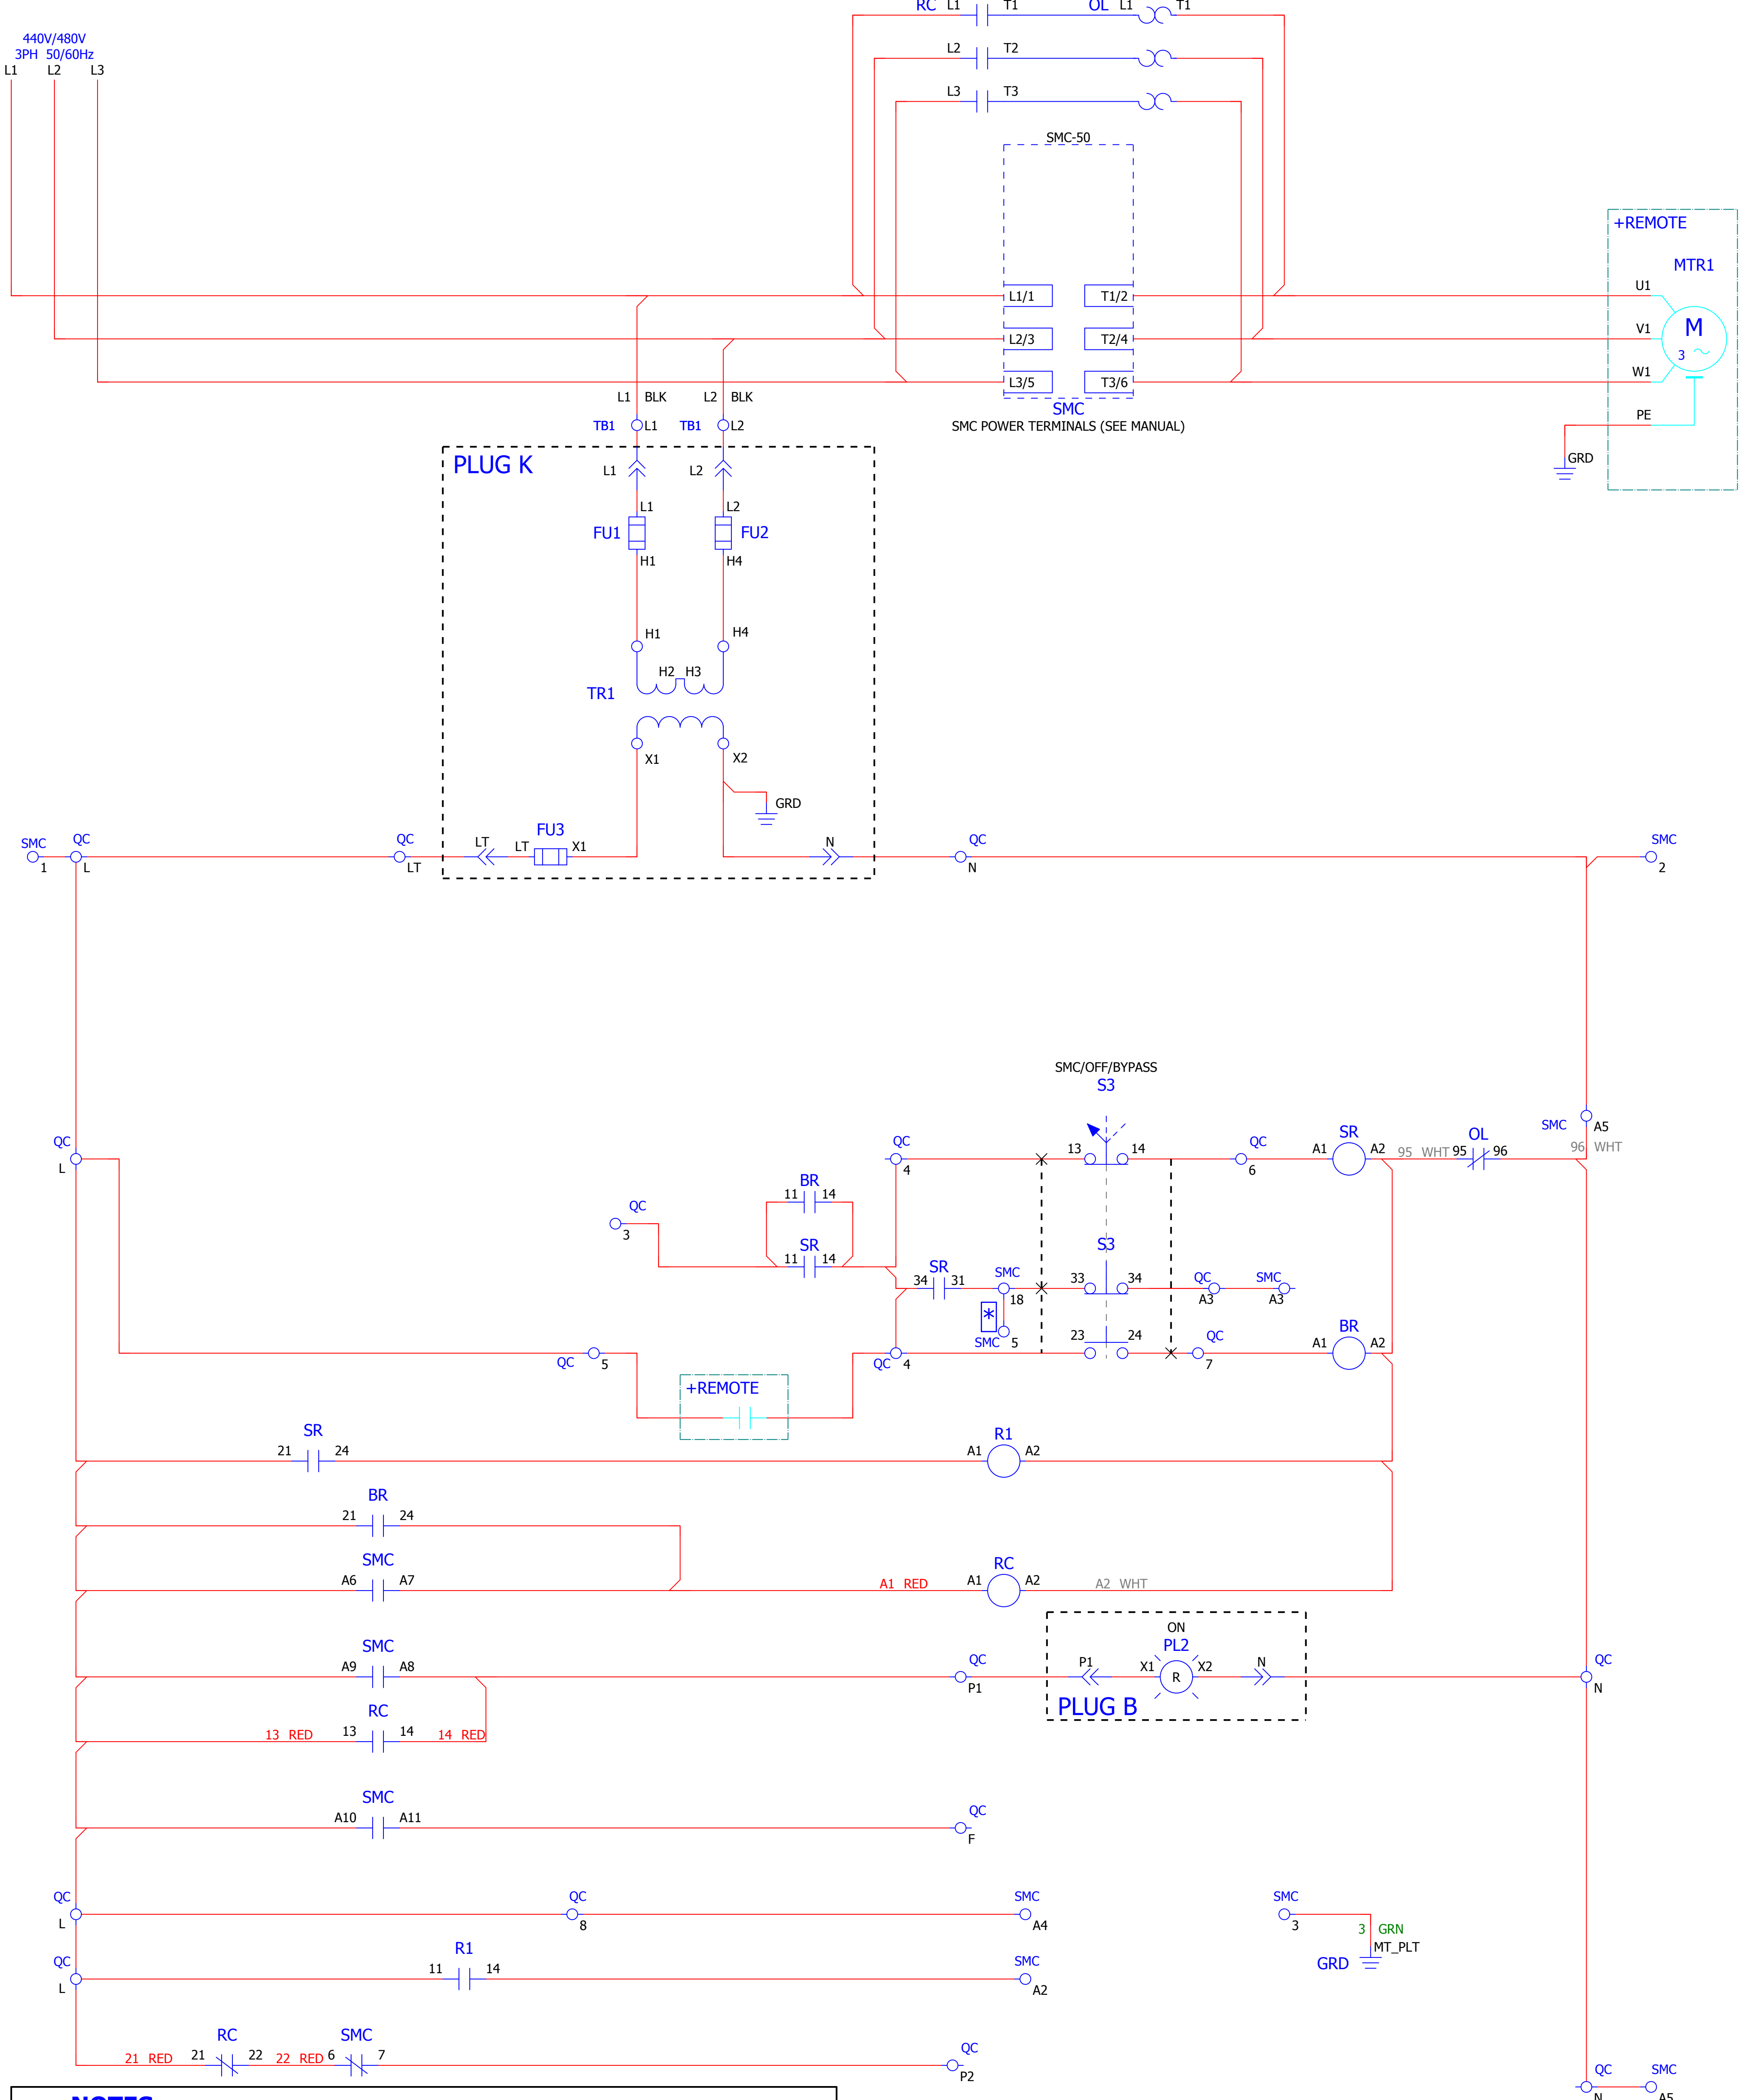 RC L1 T1 OL L1 T1
440V/480V
3PH 50/60Hz
L1 L2 L3
L2 T2
L3 T3
SMC-50
+REMOTE
MTR1
U1
L1/1 T1/2
V1
M
3
L2/3 T2/4
W1
L3/5 T3/6
L1 BLK L2 BLK
SMC
PE
TB1 L1 TB1 L2
SMC POWER TERMINALS (SEE MANUAL)
GRD
PLUG K
L1 L2
L1 L2
FU1 FU2
H1 H4
H1 H4
H2 H3
TR1
X1 X2
GRD
SMC QC QC LT FU3 LT X1 N QC SMC
1 L LT N 2
SMC/OFF/BYPASS
S3
SMC A5
QC QC 13 14 QC SR OL
A1 A2 95 WHT 95 96 96 WHT
L 4 6
BR
11 14
QC
3
SR
11 14
S3
SR
34 31 SMC 33 34 QC SMC
18 A3 A3
*
SMC 5
23 24 QC BR
A1 A2
QC 5 QC 4 7
+REMOTE
SR
21 24
R1
A1 A2
BR
21 24
SMC
A6 A7
RC
A1 RED A1 A2 A2 WHT
ON
SMC PL2
A9 A8 QC P1 X1 R X2 N QC
P1 N
PLUG B
RC
13 RED 13 14 14 RED
SMC
A10 A11 QC
F
QC QC SMC SMC
L 8 A4 3
3 GRN
MT_PLT
GRD
QC R1 SMC
11 14
L A2
RC SMC
21 RED 21 22 22 RED 6 7 QC
P2
QC SMC
N A5
NOTES